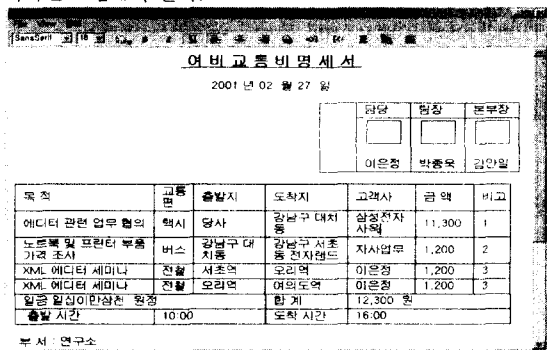 SansSerif 18
여 비 교 통 비 명 세 서
2001 년 02 월 27 일
담당 팀장 본부장
이은정 박종욱 김안일
목 적 교통편 출발지 도착지 고객사 금 액 비고
에디터 관련 업무 협의 택시 당사 강남구 대치동 삼성전자 사옥 11,300 1
노트북 및 프린터 부품 가격 조사 버스 강남구 대치동 강남구 서초동 전자랜드 자사업무 1,200 2
XML 에디터 세미나 전철 서초역 오리역 이은정 1,200 3
XML 에디터 세미나 전철 오리역 여의도역 이은정 1,200 3
일금 일십이만삼천 원정 합 계 12,300 원
출발 시간 10:00 도착 시간 16:00
부 서 : 연구소